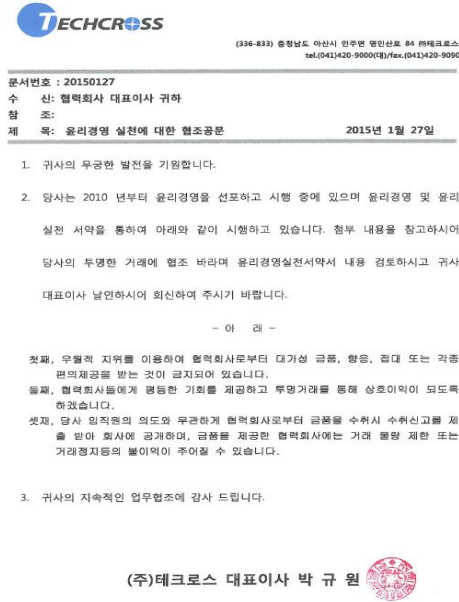 TECHCROSS
(336-833) 충청남도 아산시 인주면 명인산로 84 ㈜테크로스
tel.(041)420-9000(대)/fax.(041)420-9090
문서번호 : 20150127
수 신: 협력회사 대표이사 귀하
참 조:
제 목: 윤리경영 실천에 대한 협조공문 2015년 1월 27일
1. 귀사의 무궁한 발전을 기원합니다.
2. 당사는 2010 년부터 윤리경영을 선포하고 시행 중에 있으며 윤리경영 및 윤리
실천 서약을 통하여 아래와 같이 시행하고 있습니다. 첨부 내용을 참고하시어
당사의 투명한 거래에 협조 바라며 윤리경영실천서약서 내용 검토하시고 귀사
대표이사 날인하시어 회신하여 주시기 바랍니다.
- 아 래 -
첫째, 우월적 지위를 이용하여 협력회사로부터 대가성 금품, 향응, 접대 또는 각종
편의제공을 받는 것이 금지되어 있습니다.
둘째, 협력회사들에게 평등한 기회를 제공하고 투명거래를 통해 상호이익이 되도록
하겠습니다.
셋째, 당사 임직원의 의도와 무관하게 협력회사로부터 금품을 수취시 수취신고를 제
출 받아 회사에 공개하며, 금품을 제공한 협력회사에는 거래 물량 제한 또는
거래정지등의 불이익이 주어질 수 있습니다.
3. 귀사의 지속적인 업무협조에 감사 드립니다.
(주)테크로스 대표이사 박 규 원